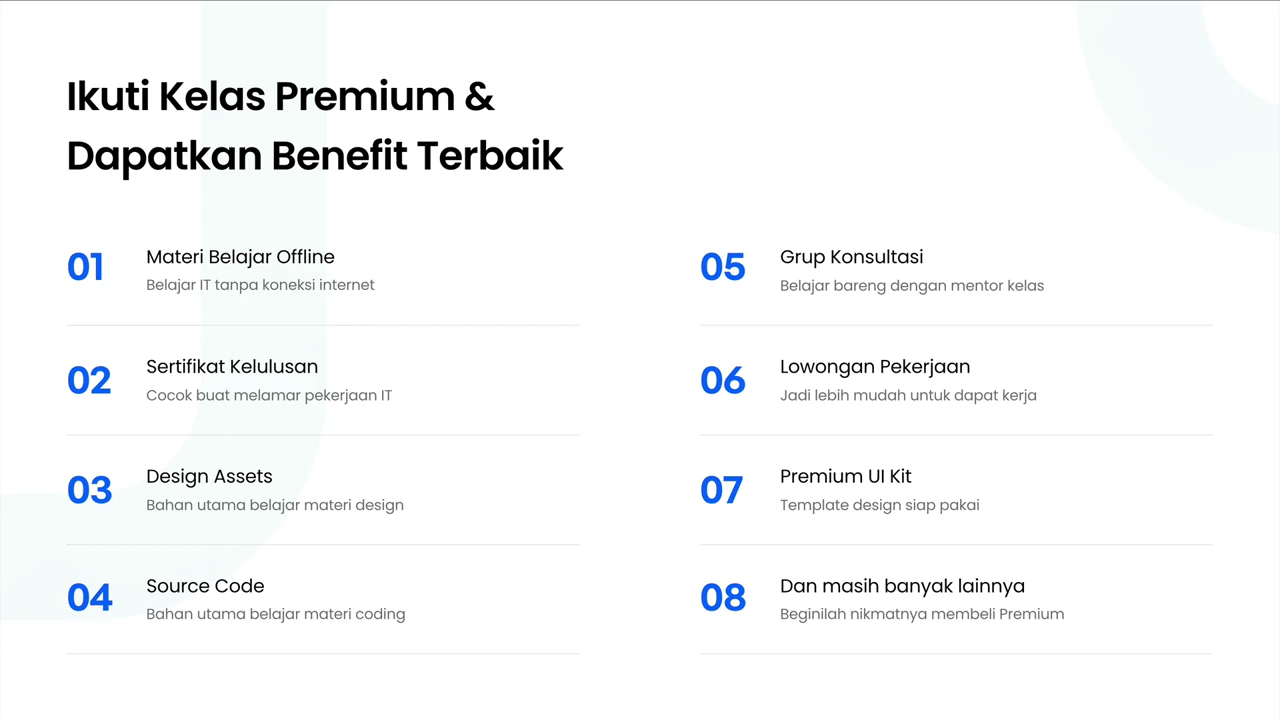 Ikuti Kelas Premium &
Dapatkan Benefit Terbaik
01
Materi Belajar Offline
Belajar IT tanpa koneksi internet
02
Sertifikat Kelulusan
Cocok buat melamar pekerjaan IT
03
Design Assets
Bahan utama belajar materi design
04
Source Code
Bahan utama belajar materi coding
05
Grup Konsultasi
Belajar bareng dengan mentor kelas
06
Lowongan Pekerjaan
Jadi lebih mudah untuk dapat kerja
07
Premium UI Kit
Template design siap pakai
08
Dan masih banyak lainnya
Beginilah nikmatnya membeli Premium